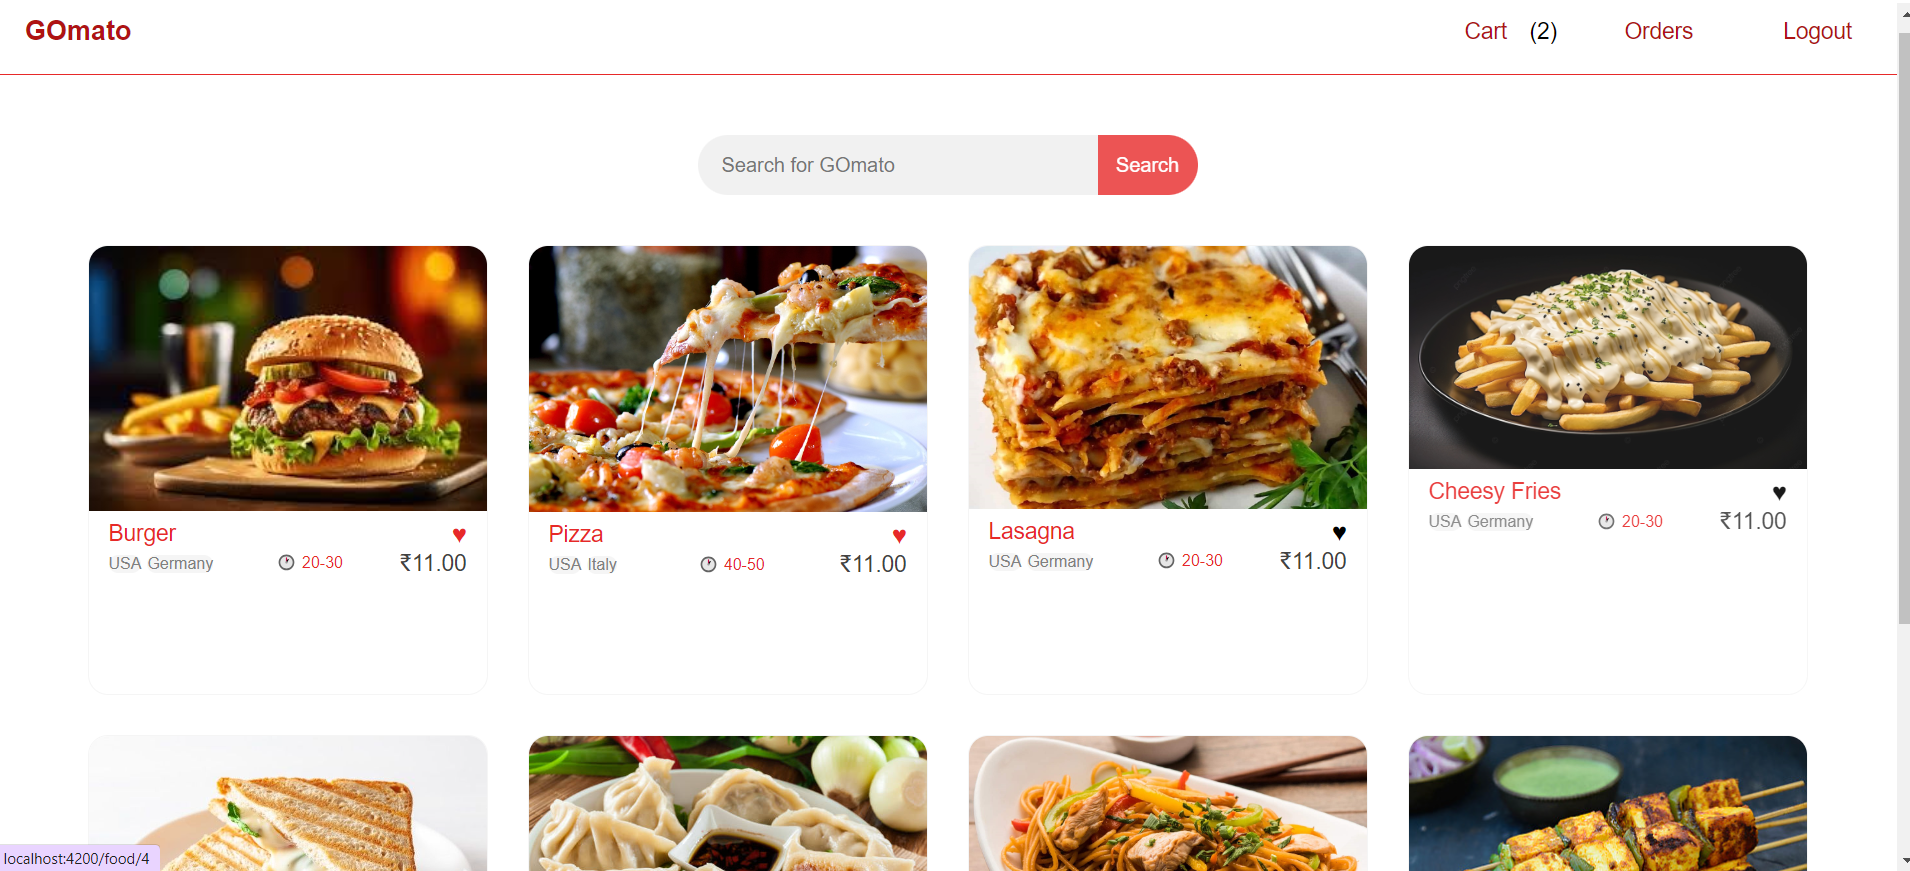 GOmato Cart (2) Orders Logout
Search for GOmato Search
Burger ♥
USA Germany 20-30 ₹11.00
Pizza ♥
USA Italy 40-50 ₹11.00
Lasagna ♥
USA Germany 20-30 ₹11.00
Cheesy Fries ♥
USA Germany 20-30 ₹11.00
localhost:4200/food/4